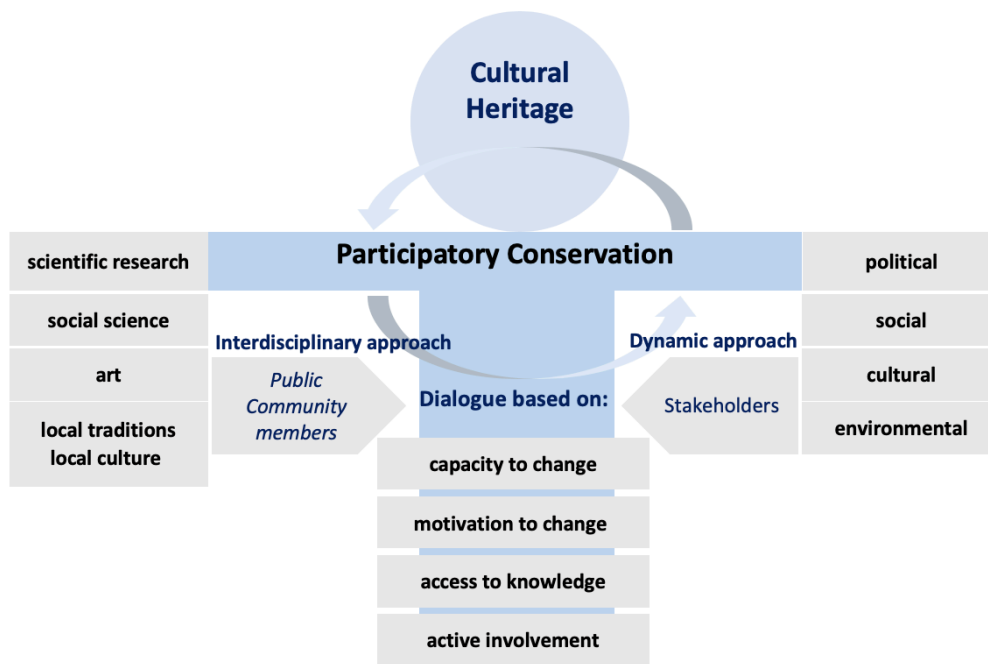 Cultural
Heritage
Participatory Conservation
scientific research
social science
art
local traditions
local culture
Interdisciplinary approach
Public
Community
members
Dialogue based on:
capacity to change
motivation to change
access to knowledge
active involvement
Dynamic approach
Stakeholders
political
social
cultural
environmental